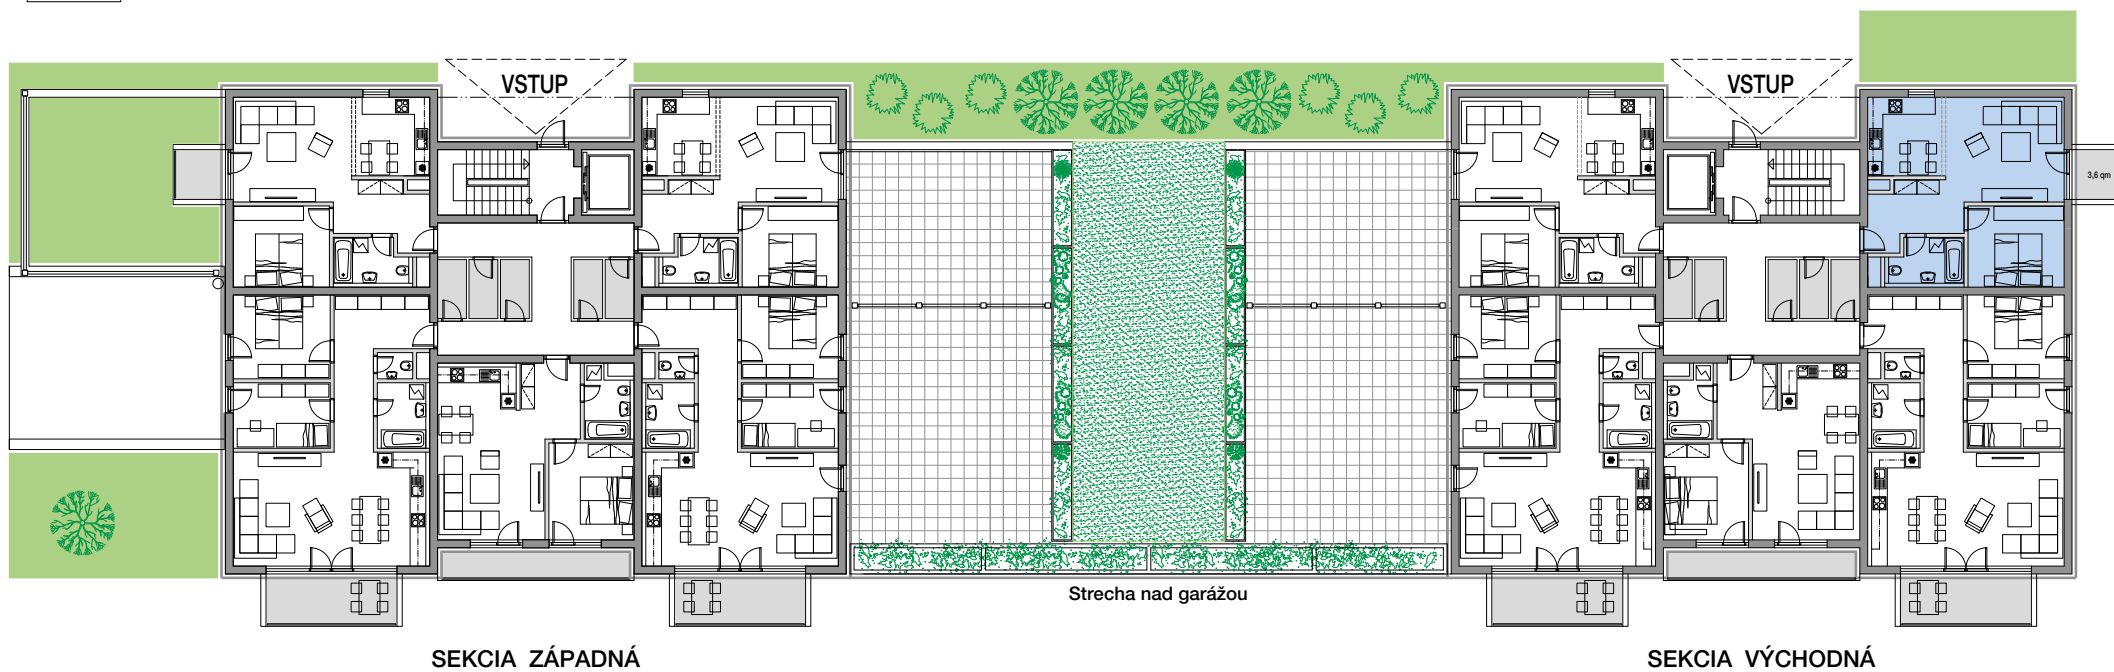 VSTUP
VSTUP
3,6 qm
Strecha nad garážou
SEKCIA ZÁPADNÁ
SEKCIA VÝCHODNÁ